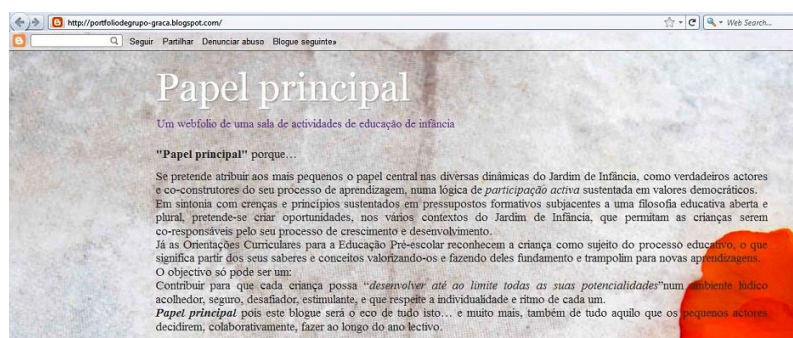 http://portfoliodegrupo-graca.blogspot.com/
Web Search...
Seguir Partilhar Denunciar abuso Blogue seguinte»
Papel principal
Um webfolio de uma sala de actividades de educação de infância
"Papel principal" porque…
Se pretende atribuir aos mais pequenos o papel central nas diversas dinâmicas do Jardim de Infância, como verdadeiros actores
e co-construtores do seu processo de aprendizagem, numa lógica de participação activa sustentada em valores democráticos.
Em sintonia com crenças e princípios sustentados em pressupostos formativos subjacentes a uma filosofia educativa aberta e
plural, pretende-se criar oportunidades, nos vários contextos do Jardim de Infância, que permitam as crianças serem
co-responsáveis pelo seu processo de crescimento e desenvolvimento.
Já as Orientações Curriculares para a Educação Pré-escolar reconhecem a criança como sujeito do processo educativo, o que
significa partir dos seus saberes e conceitos valorizando-os e fazendo deles fundamento e trampolim para novas aprendizagens.
O objectivo só pode ser um:
Contribuir para que cada criança possa “desenvolver até ao limite todas as suas potencialidades”num ambiente lúdico
acolhedor, seguro, desafiador, estimulante, e que respeite a individualidade e ritmo de cada um.
Papel principal pois este blogue será o eco de tudo isto… e muito mais, também de tudo aquilo que os pequenos actores
decidirem, colaborativamente, fazer ao longo do ano lectivo.